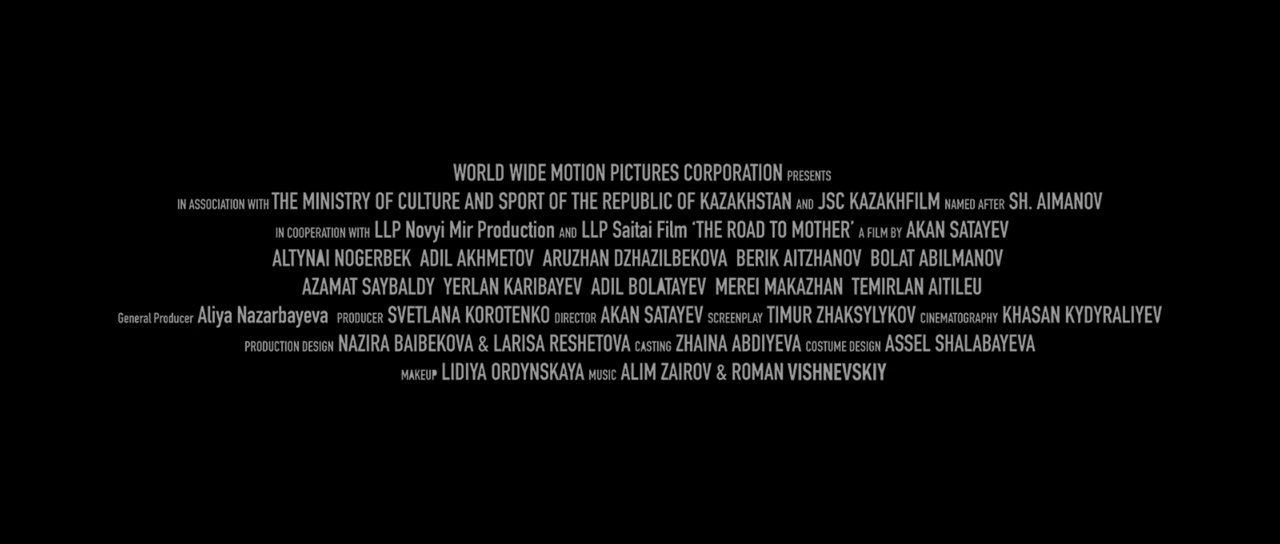 WORLD WIDE MOTION PICTURES CORPORATION PRESENTS
IN ASSOCIATION WITH THE MINISTRY OF CULTURE AND SPORT OF THE REPUBLIC OF KAZAKHSTAN AND JSC KAZAKHFILM NAMED AFTER SH. AIMANOV
IN COOPERATION WITH LLP Novyi Mir Production AND LLP Saitai Film ‘THE ROAD TO MOTHER’ A FILM BY AKAN SATAYEV
ALTYNAI NOGERBEK ADIL AKHMETOV ARUZHAN DZHAZILBEKOVA BERIK AITZHANOV BOLAT ABILMANOV
AZAMAT SAYBALDY YERLAN KARIBAYEV ADIL BOLATAYEV MEREI MAKAZHAN TEMIRLAN AITILEU
General Producer Aliya Nazarbayeva PRODUCER SVETLANA KOROTENKO DIRECTOR AKAN SATAYEV SCREENPLAY TIMUR ZHAKSYLYKOV CINEMATOGRAPHY KHASAN KYDYRALIYEV
PRODUCTION DESIGN NAZIRA BAIBEKOVA & LARISA RESHETOVA CASTING ZHAINA ABDIYEVA COSTUME DESIGN ASSEL SHALABAYEVA
MAKEUP LIDIYA ORDYNSKAYA MUSIC ALIM ZAIROV & ROMAN VISHNEVSKIY